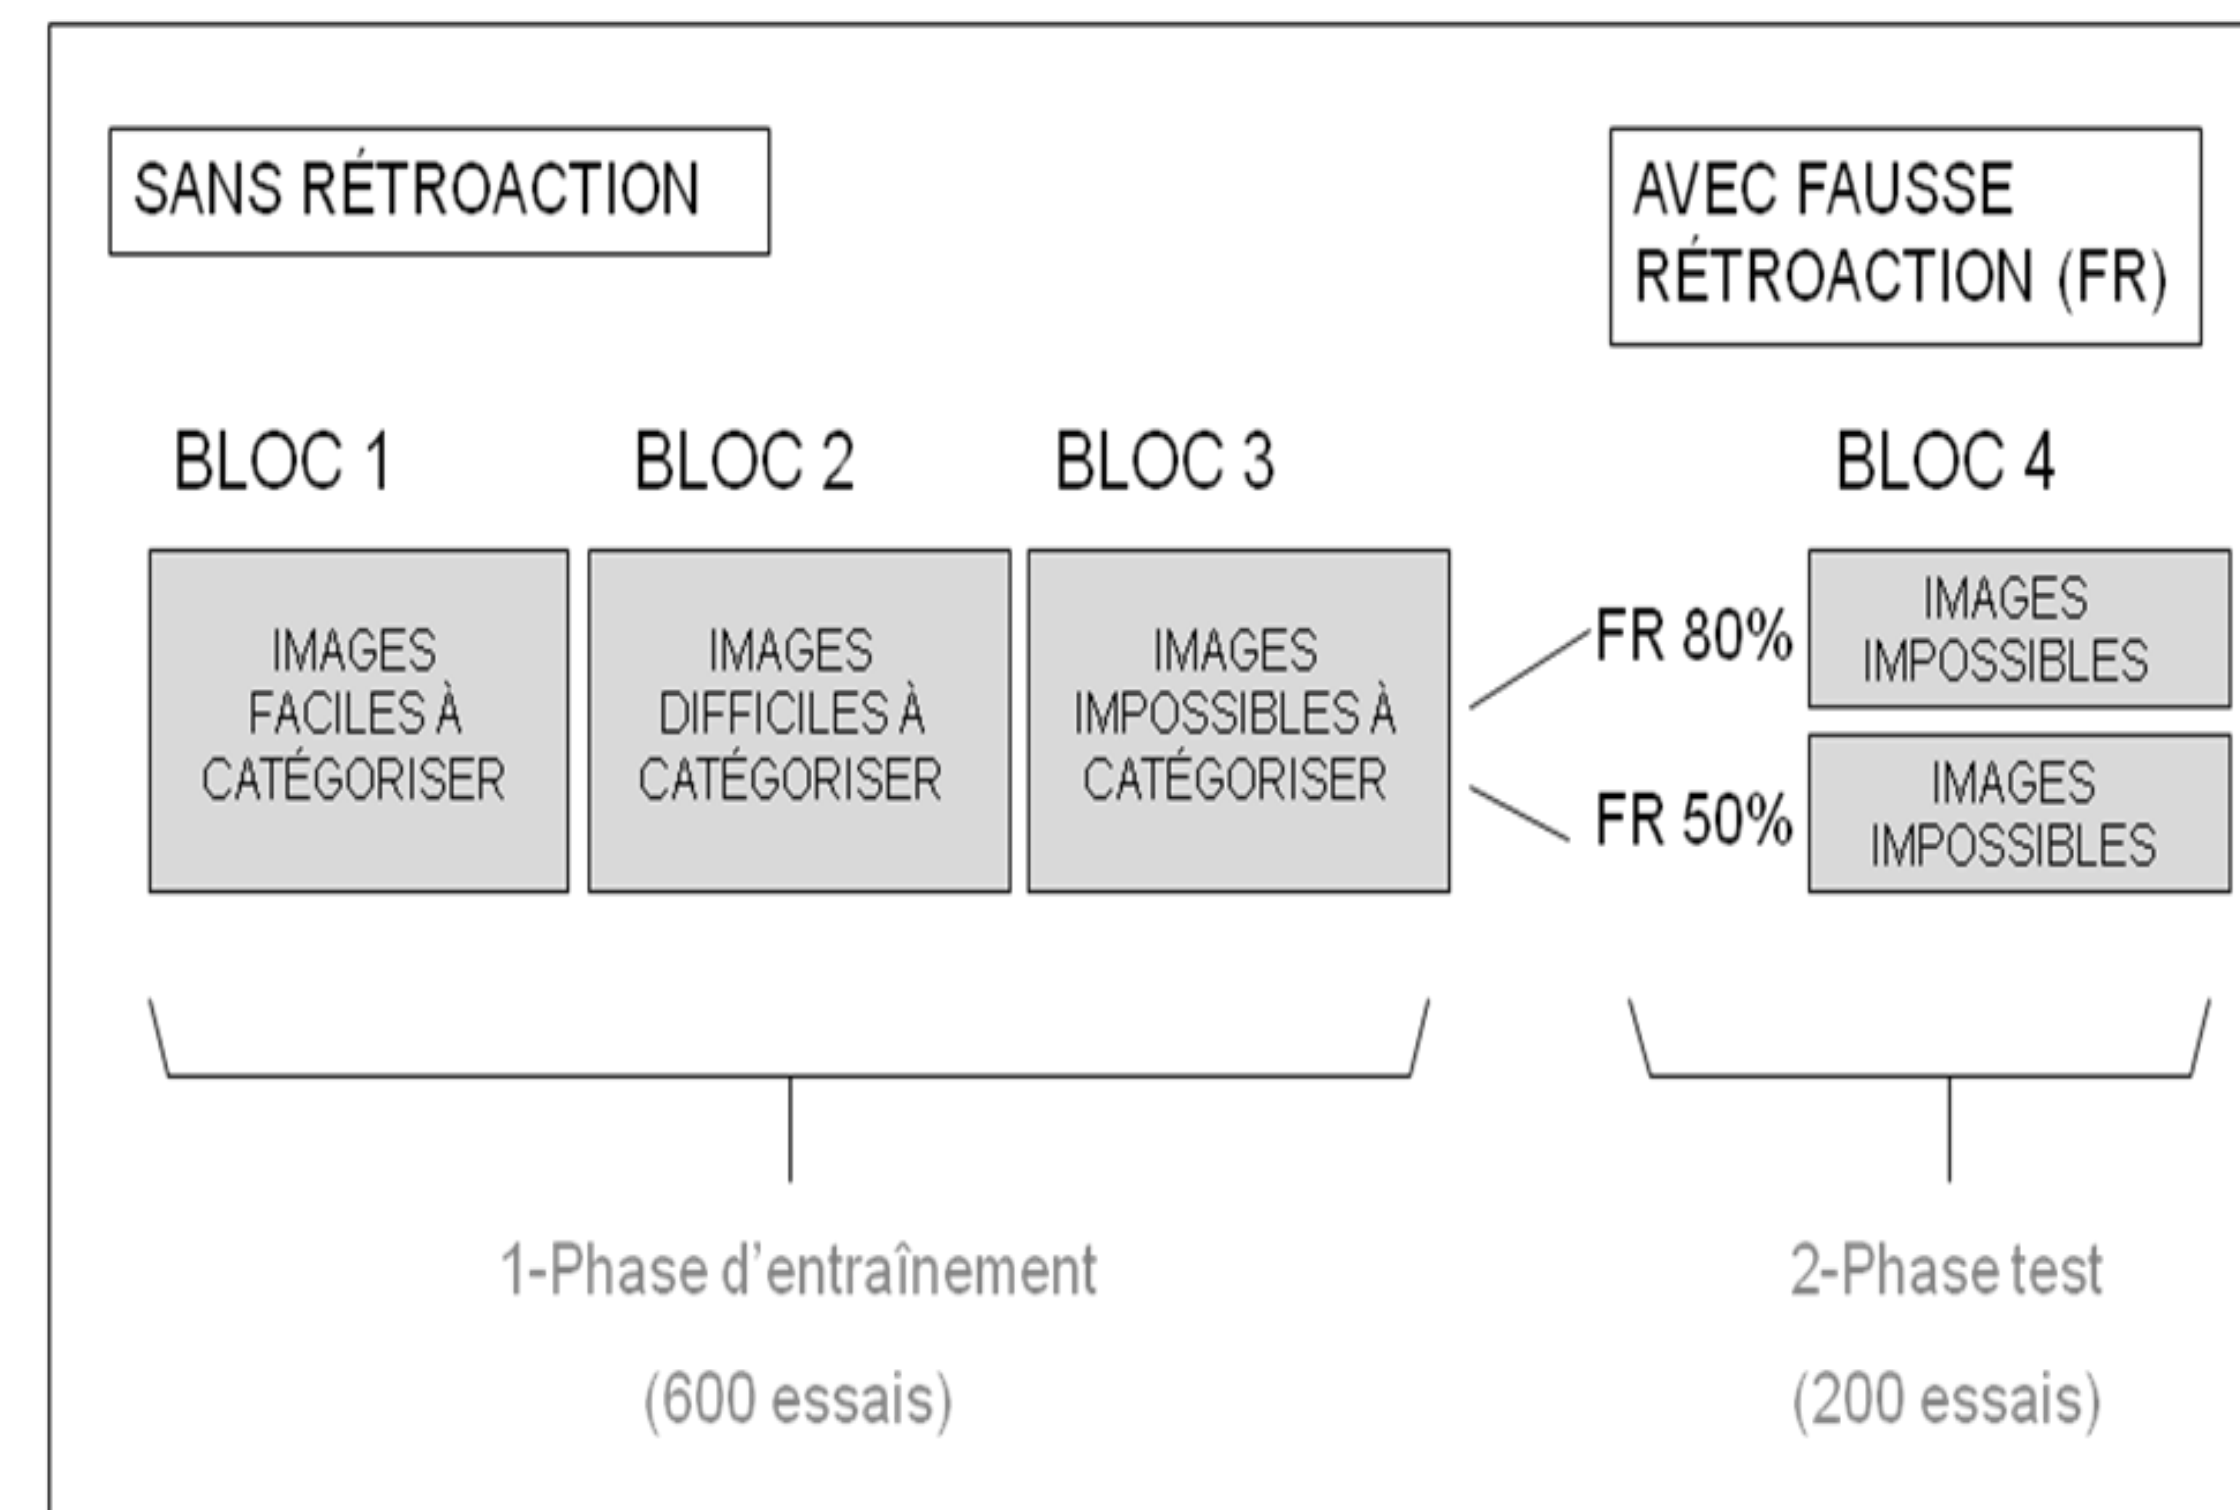 SANS RÉTROACTION
AVEC FAUSSE
RÉTROACTION (FR)
BLOC 1
BLOC 2
BLOC 3
BLOC 4
IMAGES
FACILES À
CATÉGORISER
IMAGES
DIFFICILES À
CATÉGORISER
IMAGES
IMPOSSIBLES À
CATÉGORISER
FR 80%
IMAGES
IMPOSSIBLES
FR 50%
IMAGES
IMPOSSIBLES
1-Phase d'entraînement
(600 essais)
2-Phase test
(200 essais)